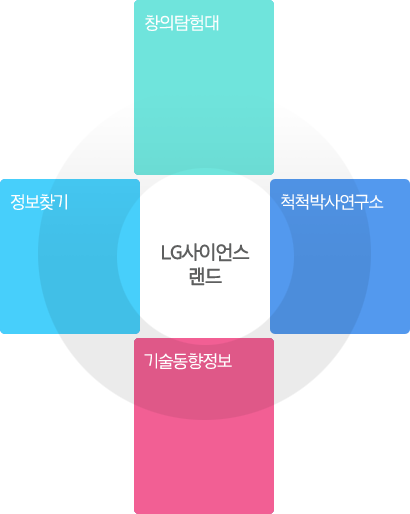 창의탐험대
정보찾기
LG사이언스
랜드
척척박사연구소
기술동향정보